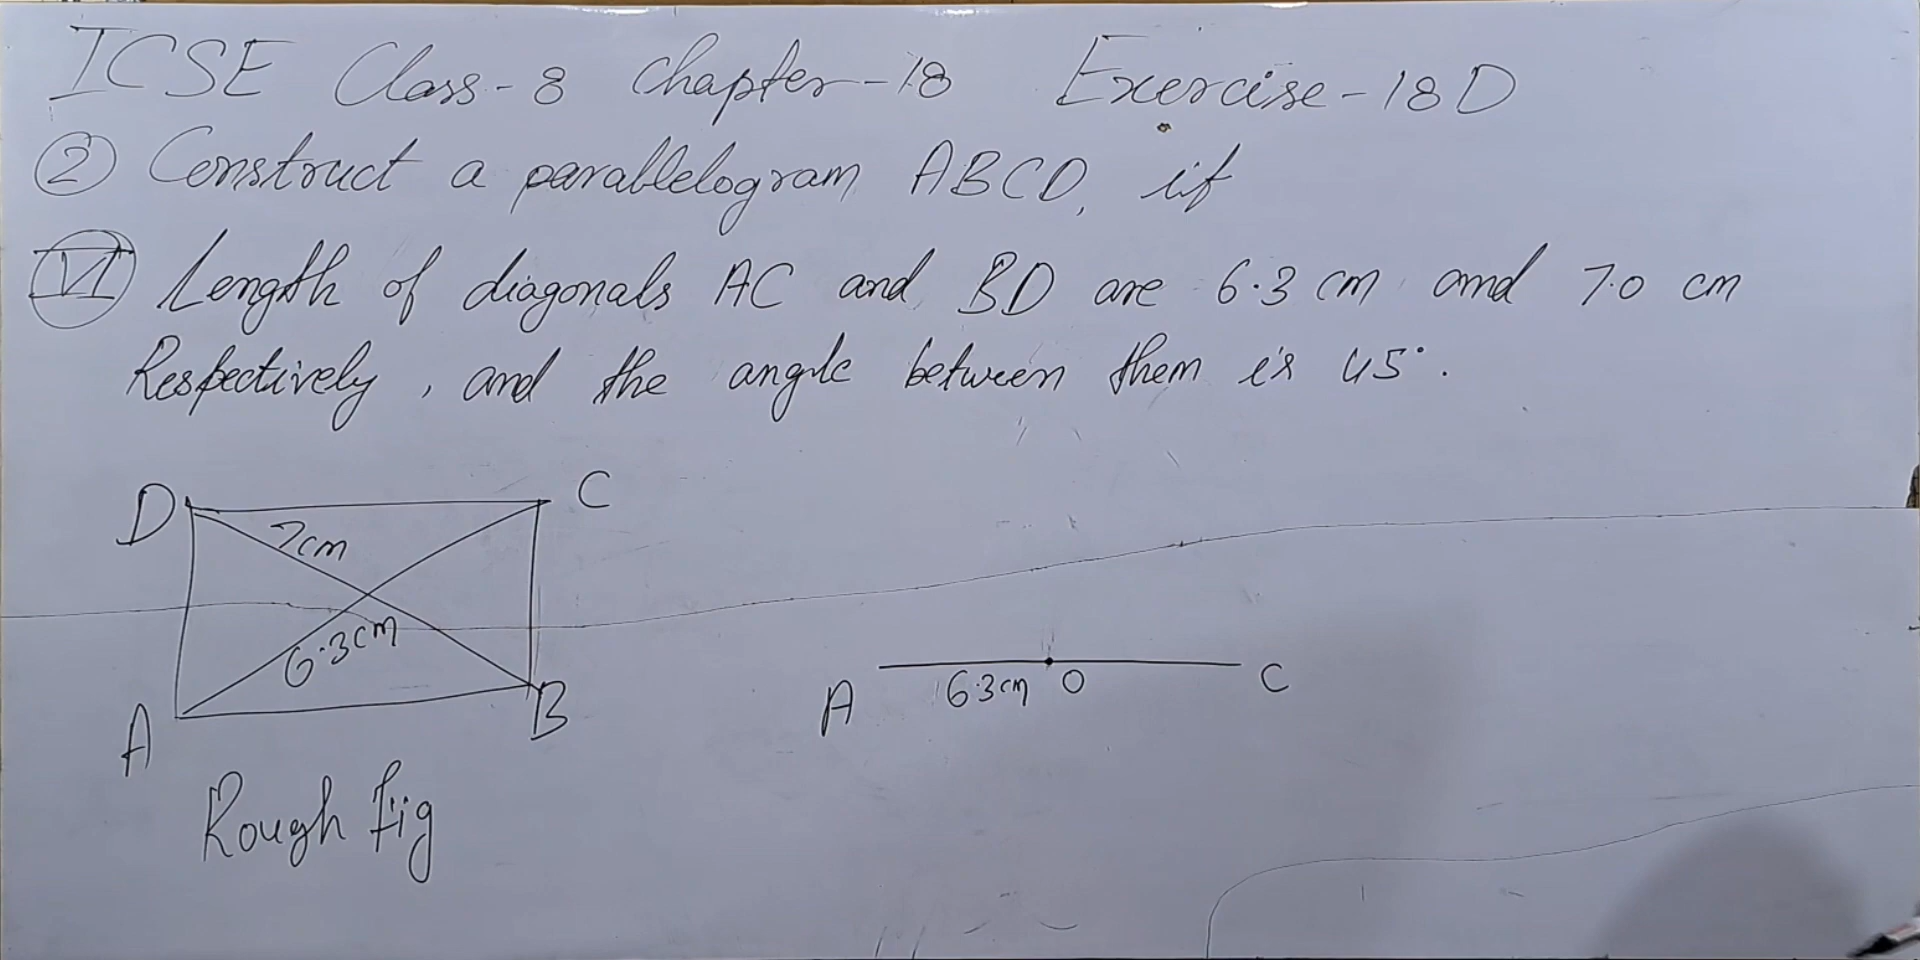 ICSE Class-8 Chapter-18 Exercise-18D
② Construct a parallelogram ABCD, if
VI Length of diagonals AC and BD are 6.3 cm and 7.0 cm
Respectively, and the angle between them is 45°.
D C
7cm
6.3cm
A B
Rough Fig
A 6.3cm O C